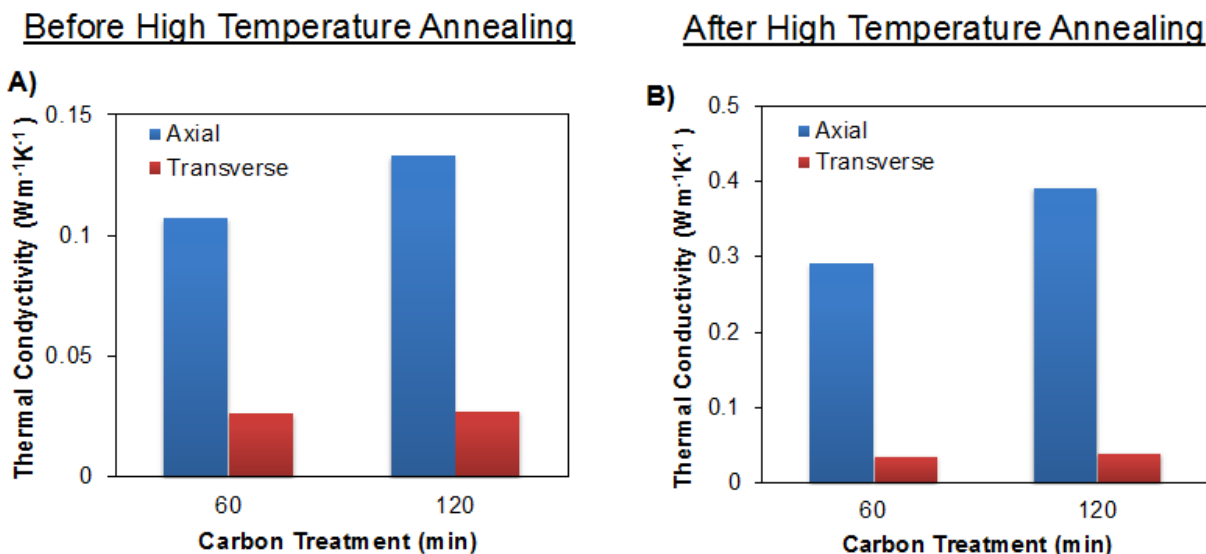 Before High Temperature Annealing
After High Temperature Annealing
A)
Thermal Condyctivity (Wm⁻¹K⁻¹ )
0.15
0.1
0.05
0
Axial
Transverse
60
120
Carbon Treatment (min)
B)
Thermal Conductivity (Wm⁻¹K⁻¹ )
0.5
0.4
0.3
0.2
0.1
0
Axial
Transverse
60
120
Carbon Treatment (min)